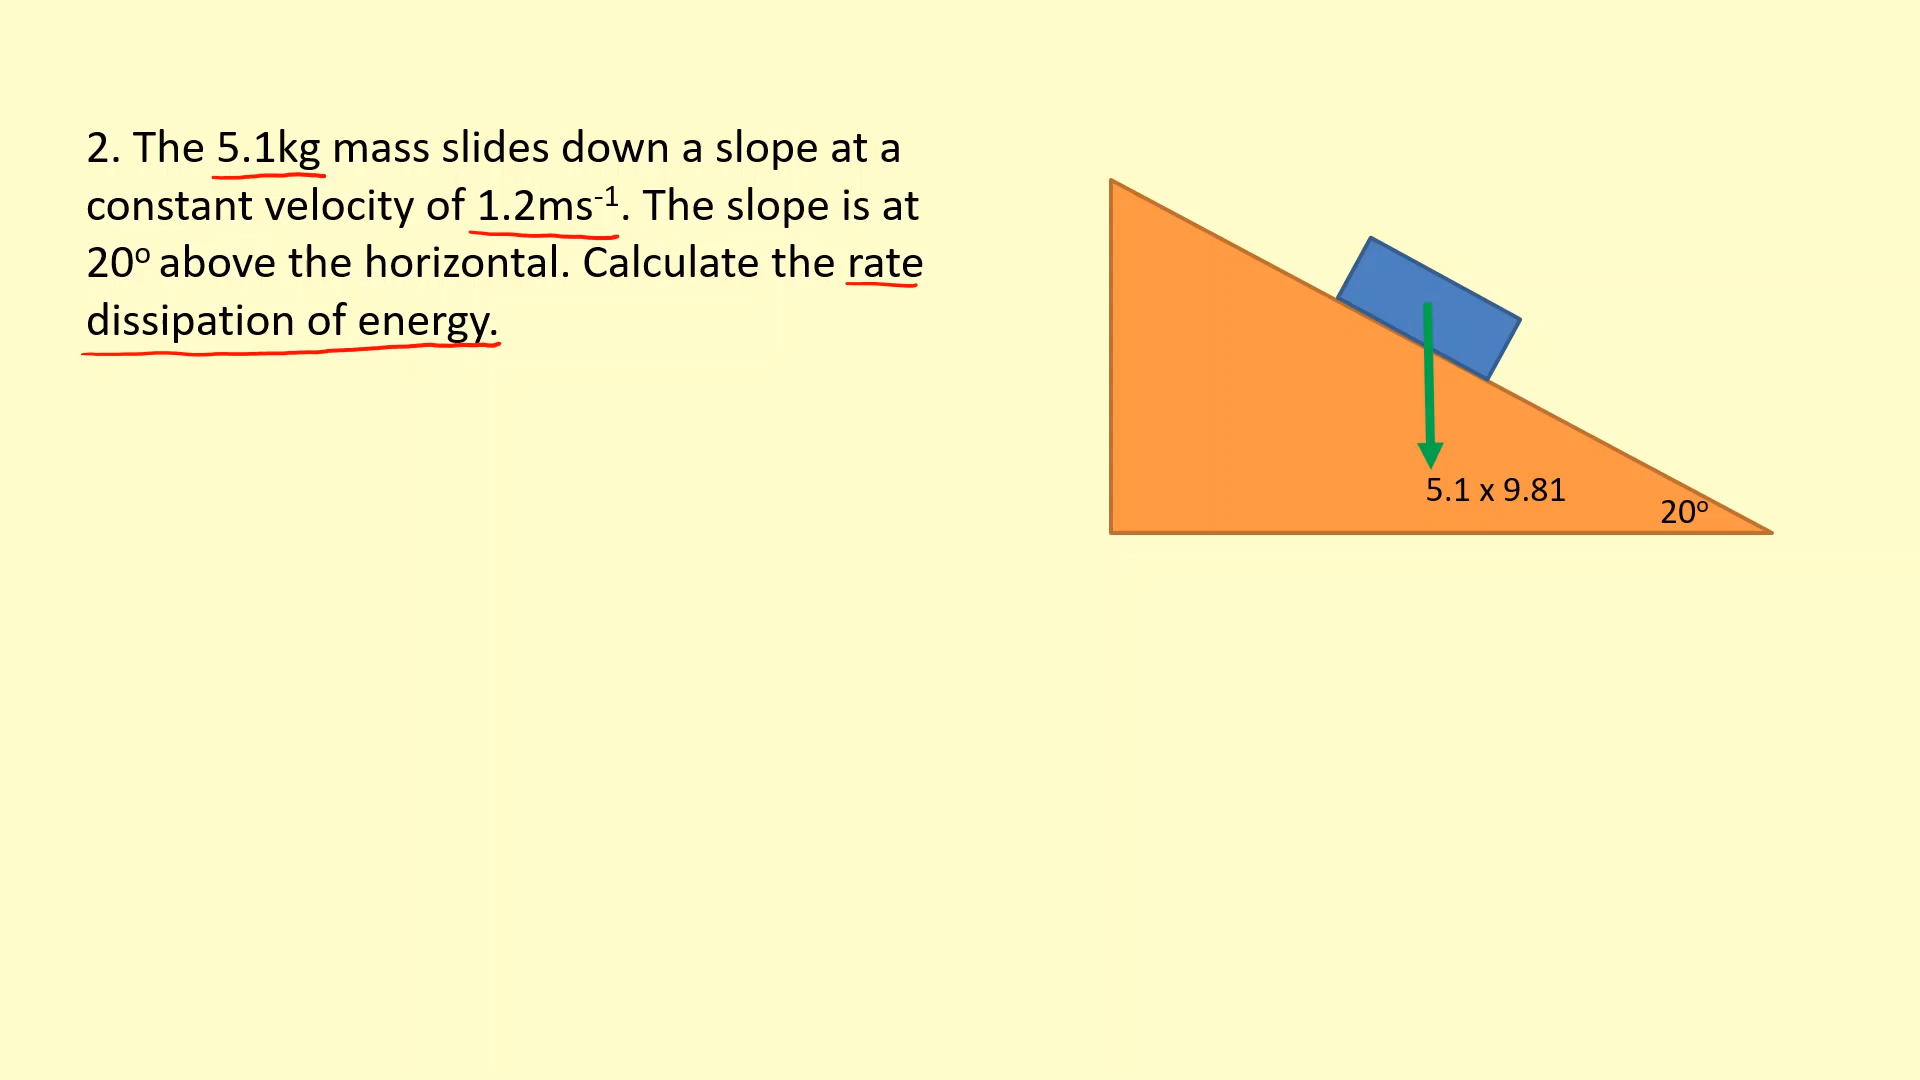 2. The 5.1kg mass slides down a slope at a
constant velocity of 1.2ms⁻¹. The slope is at
20º above the horizontal. Calculate the rate
dissipation of energy.
5.1 x 9.81
20º